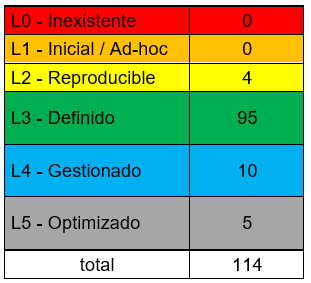 L0 - Inexistente 0
L1 - Inicial / Ad-hoc 0
L2 - Reproducible 4
L3 - Definido 95
L4 - Gestionado 10
L5 - Optimizado 5
total 114